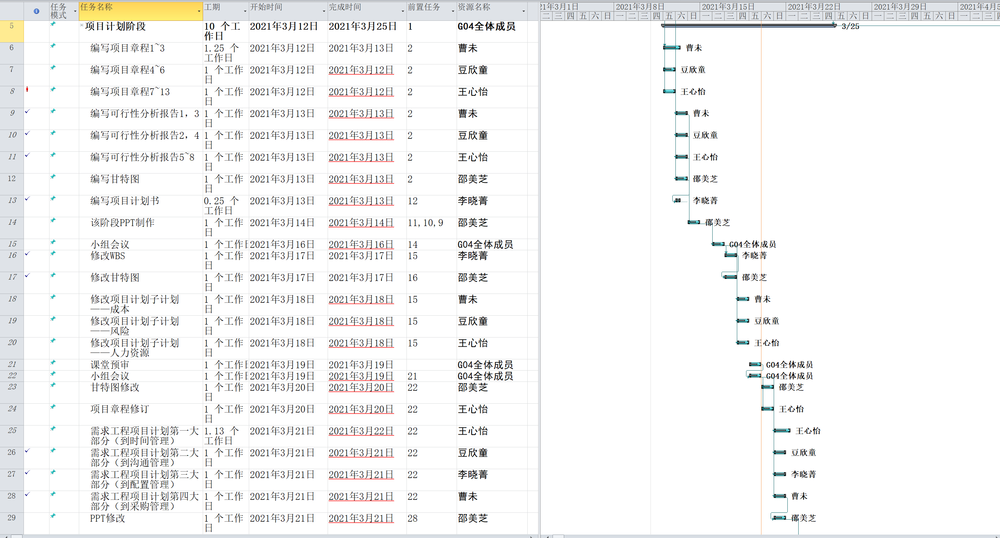 任务模式 任务名称 工期 开始时间 完成时间 前置任务 资源名称
5 项目计划阶段 10 个工作日 2021年3月12日 2021年3月25日 1 G04全体成员
6 编写项目章程1~3 1.25 个工作日 2021年3月12日 2021年3月13日 2 曹未
7 编写项目章程4~6 1 个工作日 2021年3月12日 2021年3月12日 2 豆欣童
8 编写项目章程7~13 1 个工作日 2021年3月12日 2021年3月12日 2 王心怡
9 编写可行性分析报告1，3 1 个工作日 2021年3月13日 2021年3月13日 2 曹未
10 编写可行性分析报告2，4 1 个工作日 2021年3月13日 2021年3月13日 2 豆欣童
11 编写可行性分析报告5~8 1 个工作日 2021年3月13日 2021年3月13日 2 王心怡
12 编写甘特图 1 个工作日 2021年3月13日 2021年3月13日 2 邵美芝
13 编写项目计划书 0.25 个工作日 2021年3月13日 2021年3月13日 12 李晓菁
14 该阶段PPT制作 1 个工作日 2021年3月14日 2021年3月14日 11,10,9 邵美芝
15 小组会议 1 个工作日 2021年3月16日 2021年3月16日 14 G04全体成员
16 修改WBS 1 个工作日 2021年3月17日 2021年3月17日 15 李晓菁
17 修改甘特图 1 个工作日 2021年3月17日 2021年3月17日 16 邵美芝
18 修改项目计划子计划——成本 1 个工作日 2021年3月18日 2021年3月18日 15 曹未
19 修改项目计划子计划——风险 1 个工作日 2021年3月18日 2021年3月18日 15 豆欣童
20 修改项目计划子计划——人力资源 1 个工作日 2021年3月18日 2021年3月18日 15 王心怡
21 课堂预审 1 个工作日 2021年3月19日 2021年3月19日 G04全体成员
22 小组会议 1 个工作日 2021年3月19日 2021年3月19日 21 G04全体成员
23 甘特图修改 1 个工作日 2021年3月20日 2021年3月20日 22 邵美芝
24 项目章程修订 1 个工作日 2021年3月20日 2021年3月20日 22 王心怡
25 需求工程项目计划第一大部分（到时间管理） 1.13 个工作日 2021年3月21日 2021年3月22日 22 王心怡
26 需求工程项目计划第二大部分（到沟通管理） 1 个工作日 2021年3月21日 2021年3月21日 22 豆欣童
27 需求工程项目计划第三大部分（到配置管理） 1 个工作日 2021年3月21日 2021年3月21日 22 李晓菁
28 需求工程项目计划第四大部分（到采购管理） 1 个工作日 2021年3月21日 2021年3月21日 22 曹未
29 PPT修改 1 个工作日 2021年3月21日 2021年3月21日 28 邵美芝
21年3月1日 2021年3月8日 2021年3月15日 2021年3月22日 2021年3月29日 2021年4月5
二 三 四 五 六 日 一 二 三 四 五 六 日 一 二 三 四 五 六 日 一 二 三 四 五 六 日 一 二 三 四 五 六 日 一 二 三
3/25
曹未
豆欣童
王心怡
曹未
豆欣童
王心怡
邵美芝
李晓菁
邵美芝
G04全体成员
李晓菁
邵美芝
曹未
豆欣童
王心怡
G04全体成员
G04全体成员
邵美芝
王心怡
王心怡
豆欣童
李晓菁
曹未
邵美芝